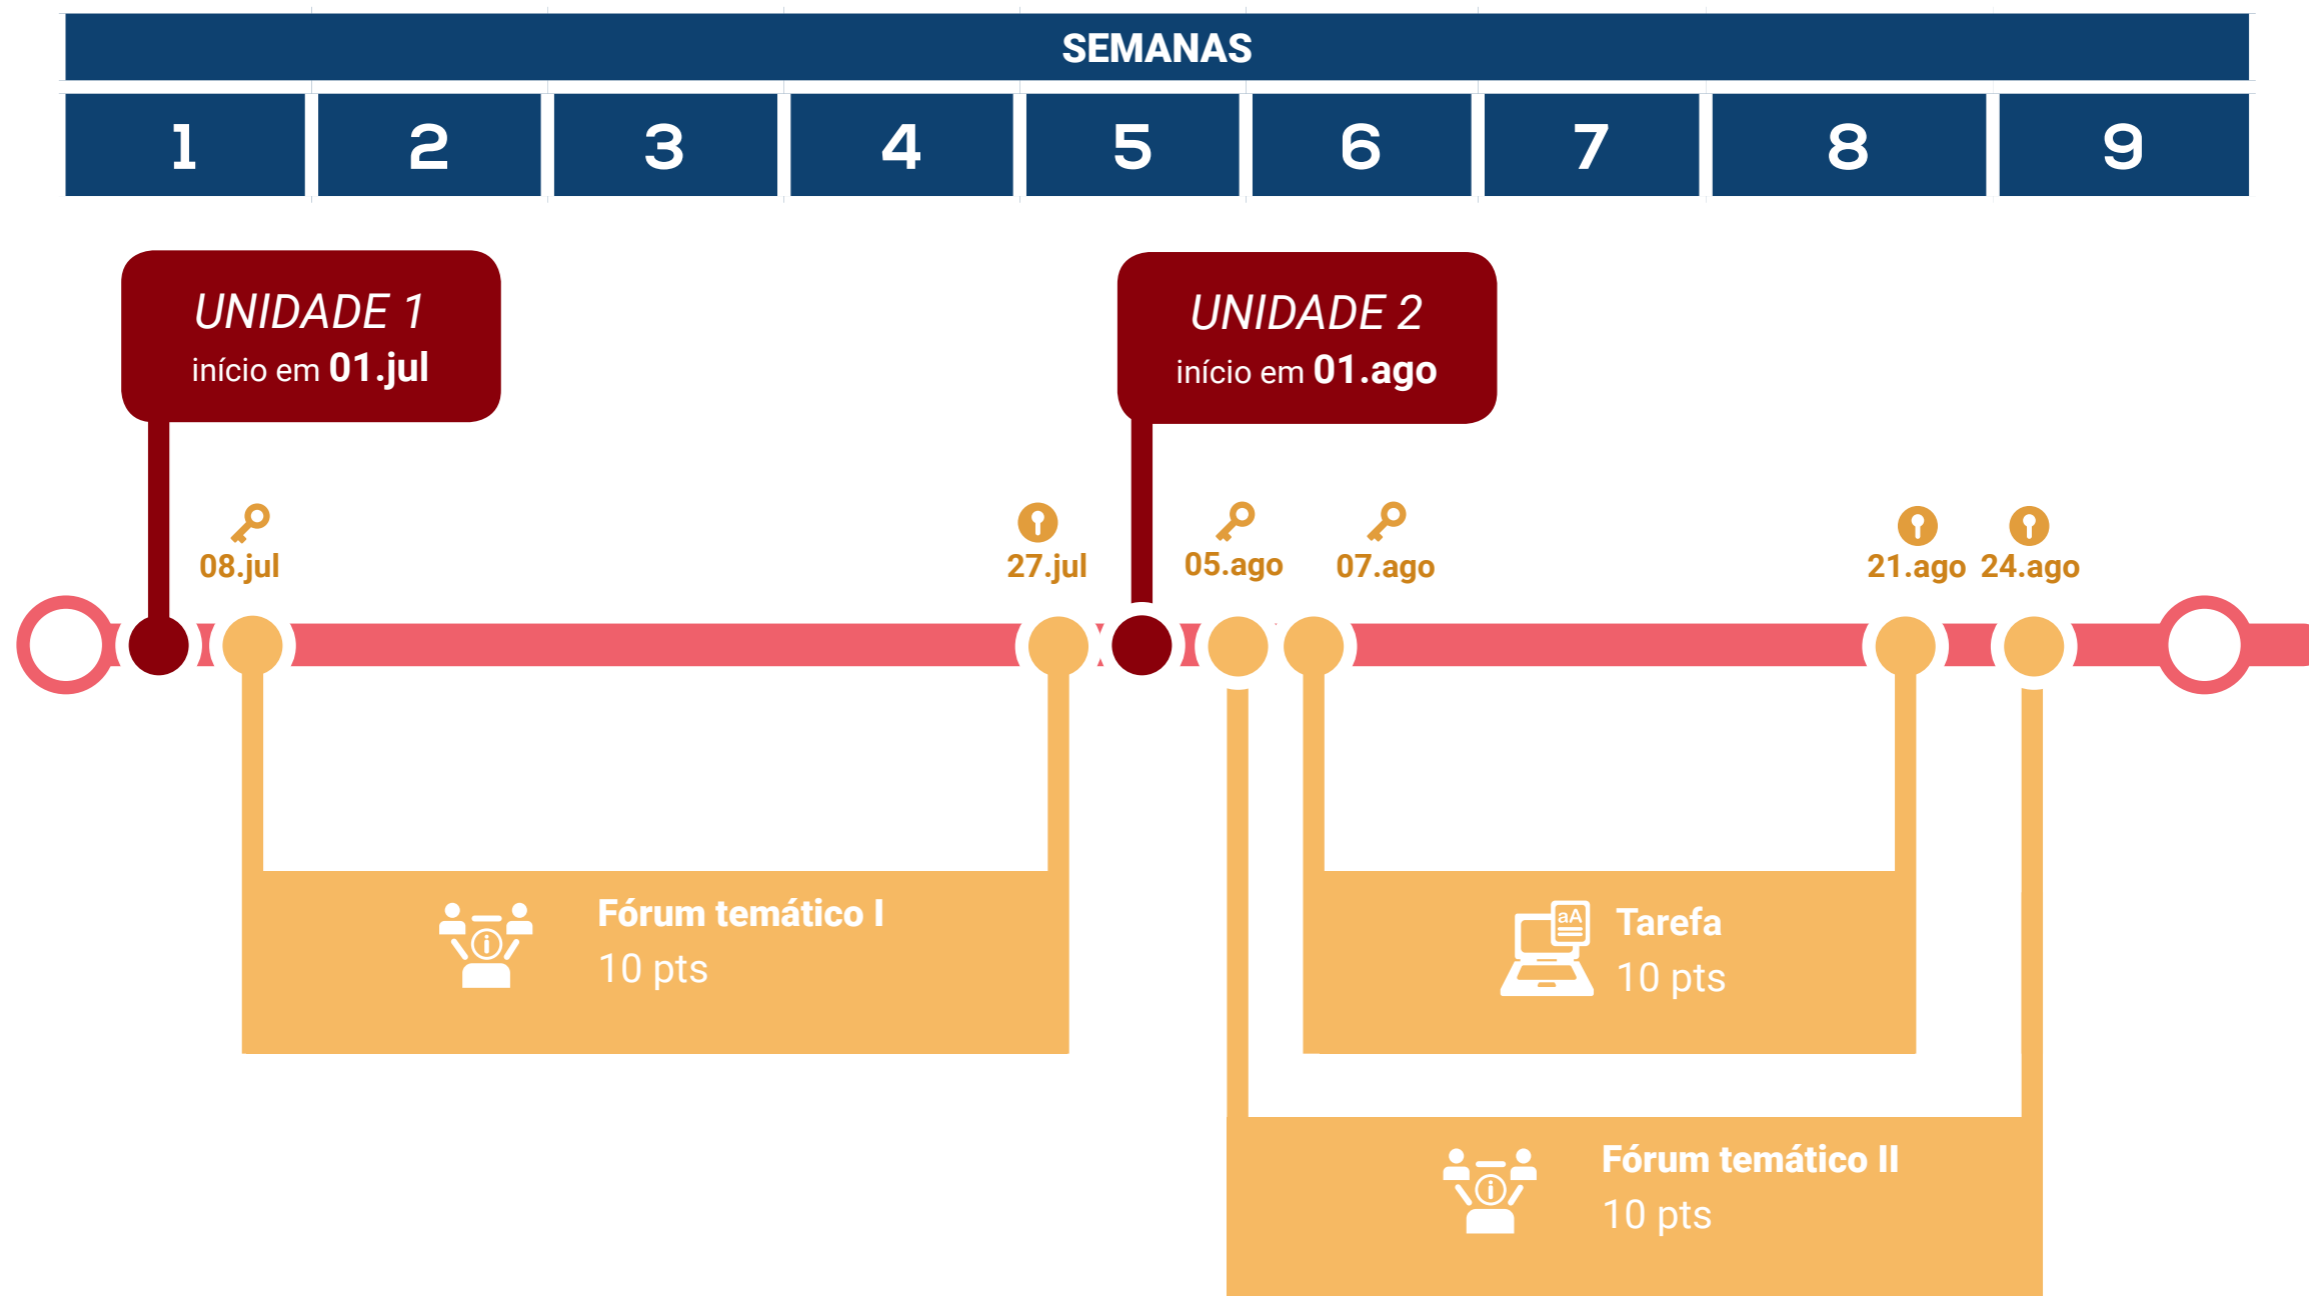 SEMANAS
1 2 3 4 5 6 7 8 9
UNIDADE 1
início em 01.jul
UNIDADE 2
início em 01.ago
08.jul 27.jul 05.ago 07.ago 21.ago 24.ago
Fórum temático I
10 pts
aA
Tarefa
10 pts
Fórum temático II
10 pts